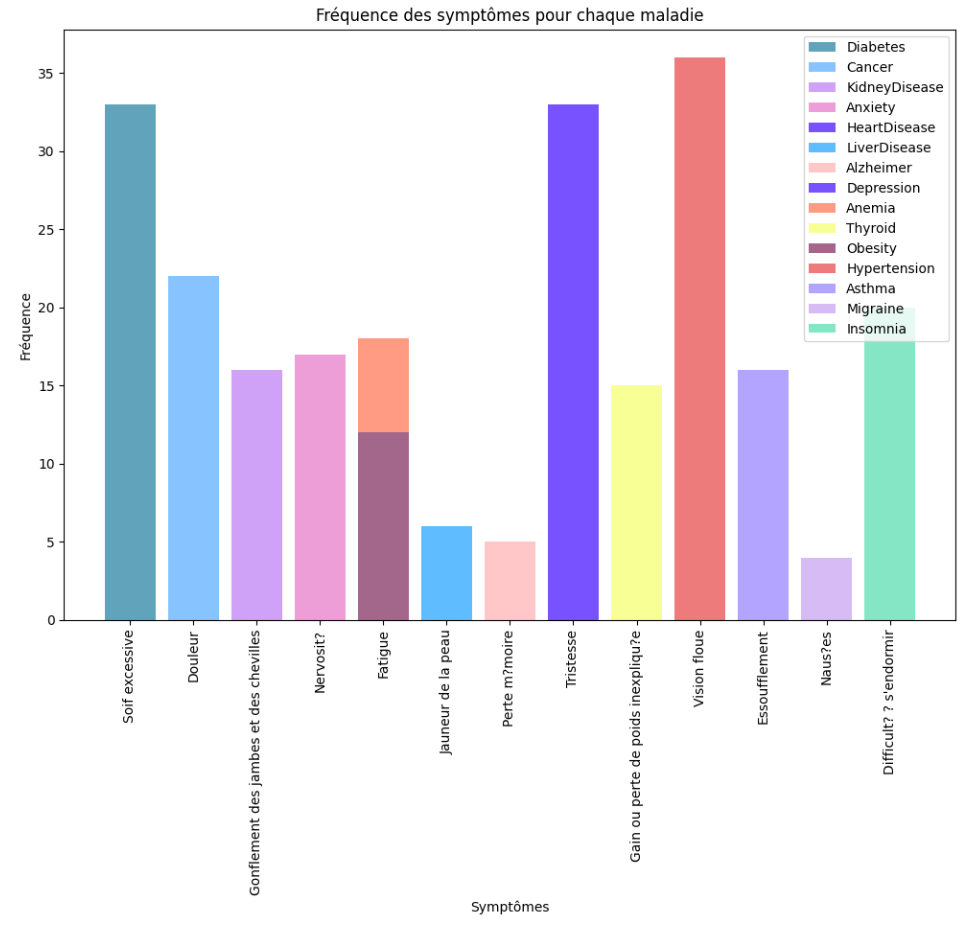 Fréquence des symptômes pour chaque maladie
Diabetes
Cancer
KidneyDisease
Anxiety
HeartDisease
LiverDisease
Alzheimer
Depression
Anemia
Thyroid
Obesity
Hypertension
Asthma
Migraine
Insomnia
Fréquence
35
30
25
20
15
10
5
0
Soif excessive
Douleur
Gonflement des jambes et des chevilles
Nervosit?
Fatigue
Jauneur de la peau
Perte m?moire
Tristesse
Gain ou perte de poids inexpliqu?e
Vision floue
Essoufflement
Naus?es
Difficult? ? s'endormir
Symptômes